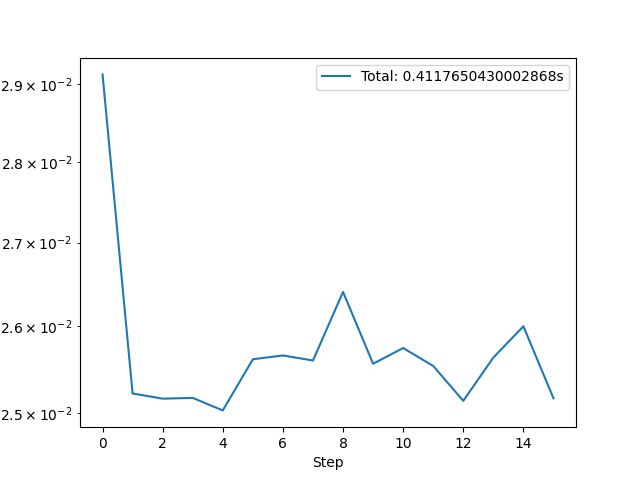 Total: 0.4117650430002868s
2.9 × 10⁻²
2.8 × 10⁻²
2.7 × 10⁻²
2.6 × 10⁻²
2.5 × 10⁻²
0 2 4 6 8 10 12 14
Step